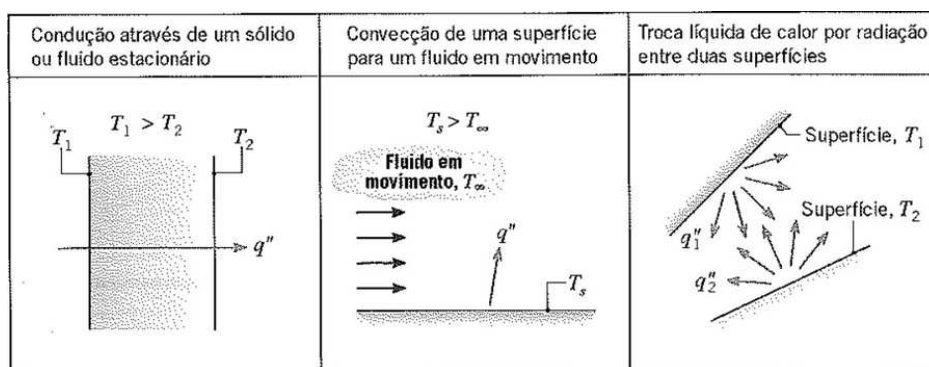 Condução através de um sólido
ou fluido estacionário
T₁ > T₂
T₁
T₂
q"
Convecção de uma superfície
para um fluido em movimento
Tₛ > T∞
Fluido em
movimento, T∞
q"
Tₛ
Troca líquida de calor por radiação
entre duas superfícies
Superfície, T₁
Superfície, T₂
q"₁
q"₂